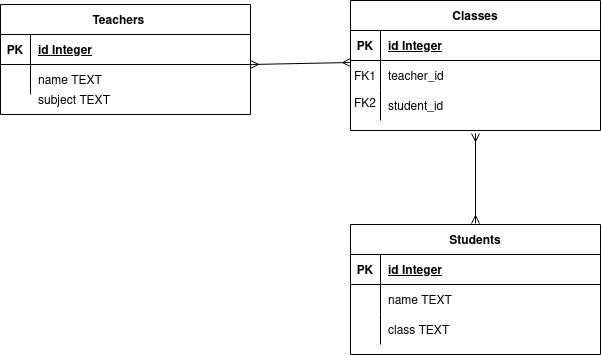 Teachers
PK id Integer
name TEXT
subject TEXT
Classes
PK id Integer
FK1 teacher_id
FK2 student_id
Students
PK id Integer
name TEXT
class TEXT